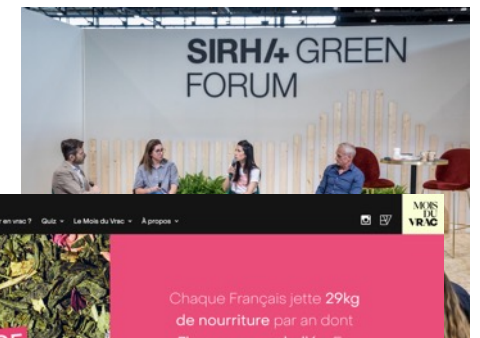 SIRHA+ GREEN
FORUM
en vrac ? Quiz Le Mois du Vrac À propos
MOIS
DU
VRAC
Chaque Français jette 29kg
de nourriture par an dont